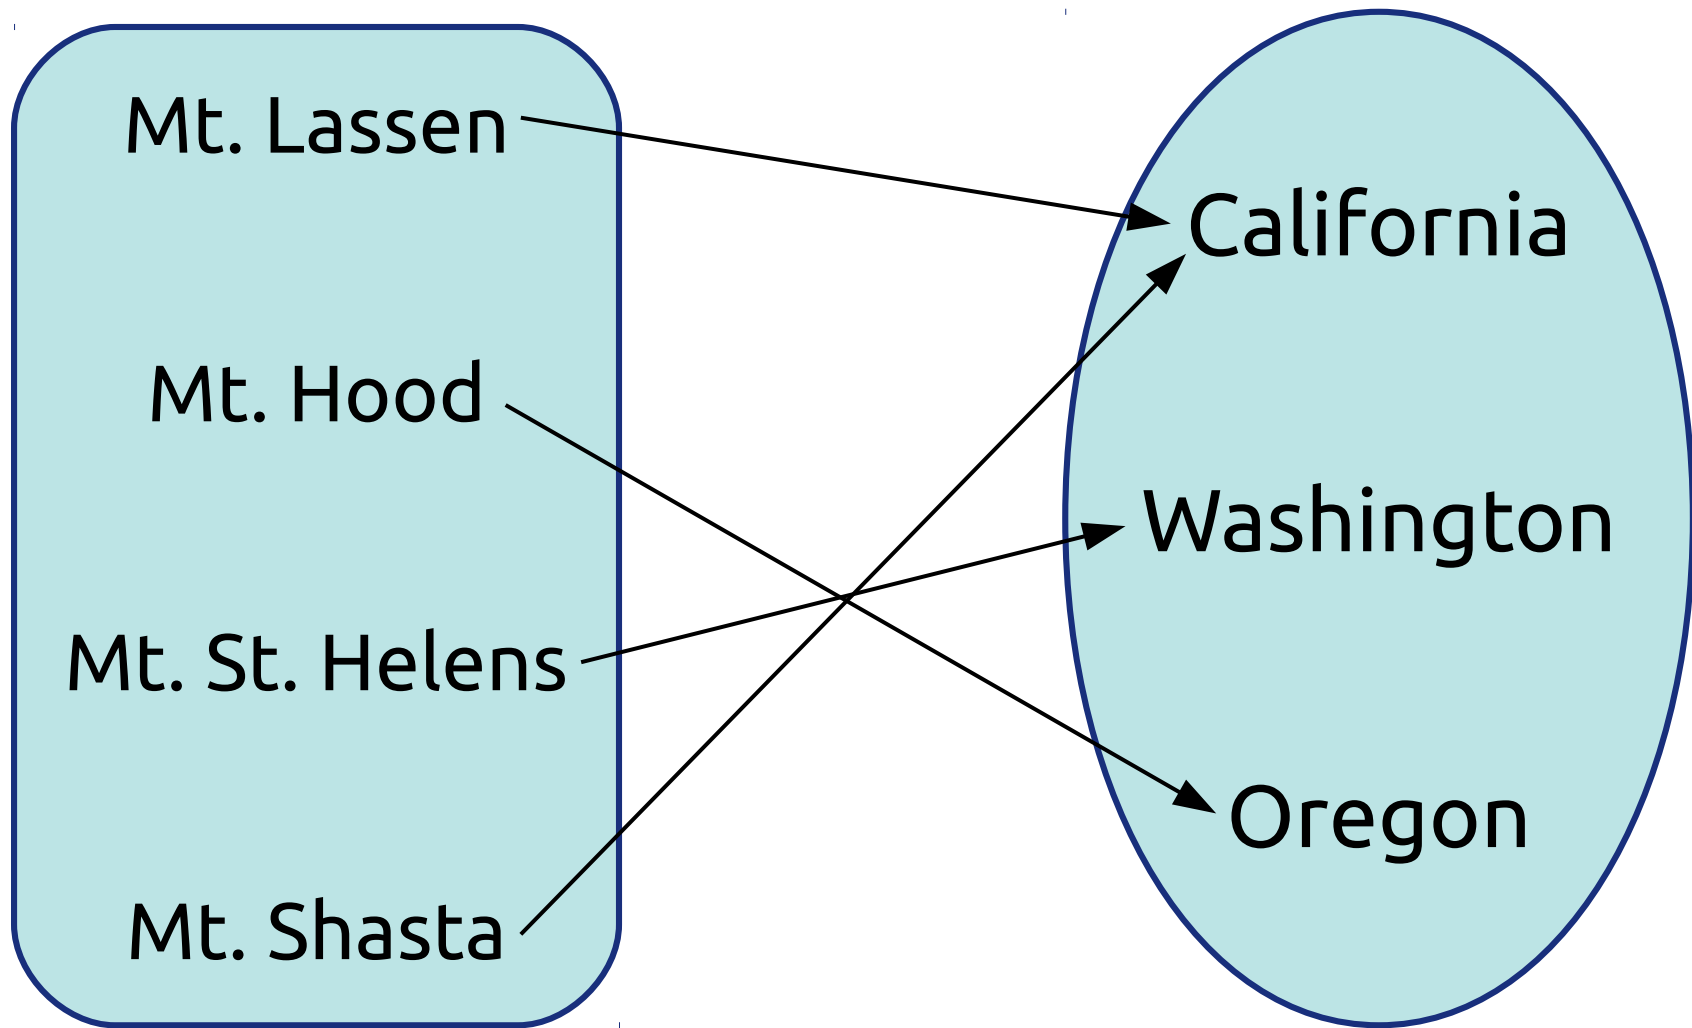 Mt. Lassen
Mt. Hood
Mt. St. Helens
Mt. Shasta
California
Washington
Oregon